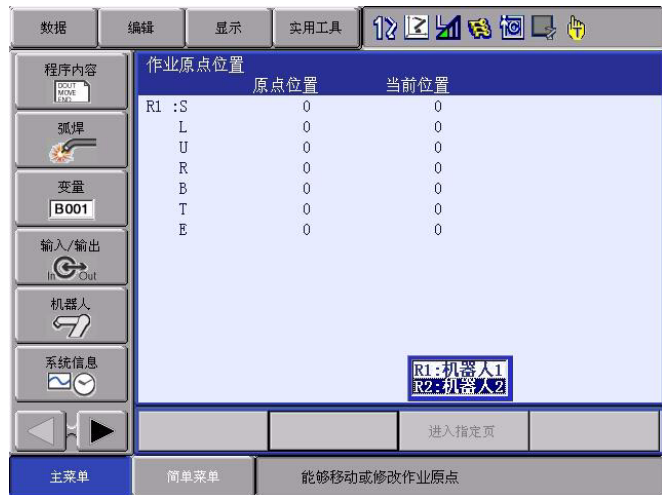 数据 编辑 显示 实用工具
程序内容
DOUT
MOVE
END
弧焊
变量
B001
输入/输出
In Out
机器人
系统信息
作业原点位置
原点位置 当前位置
R1 :S 0 0
L 0 0
U 0 0
R 0 0
B 0 0
T 0 0
E 0 0
R1:机器人1
R2:机器人2
进入指定页
主菜单 简单菜单 能够移动或修改作业原点